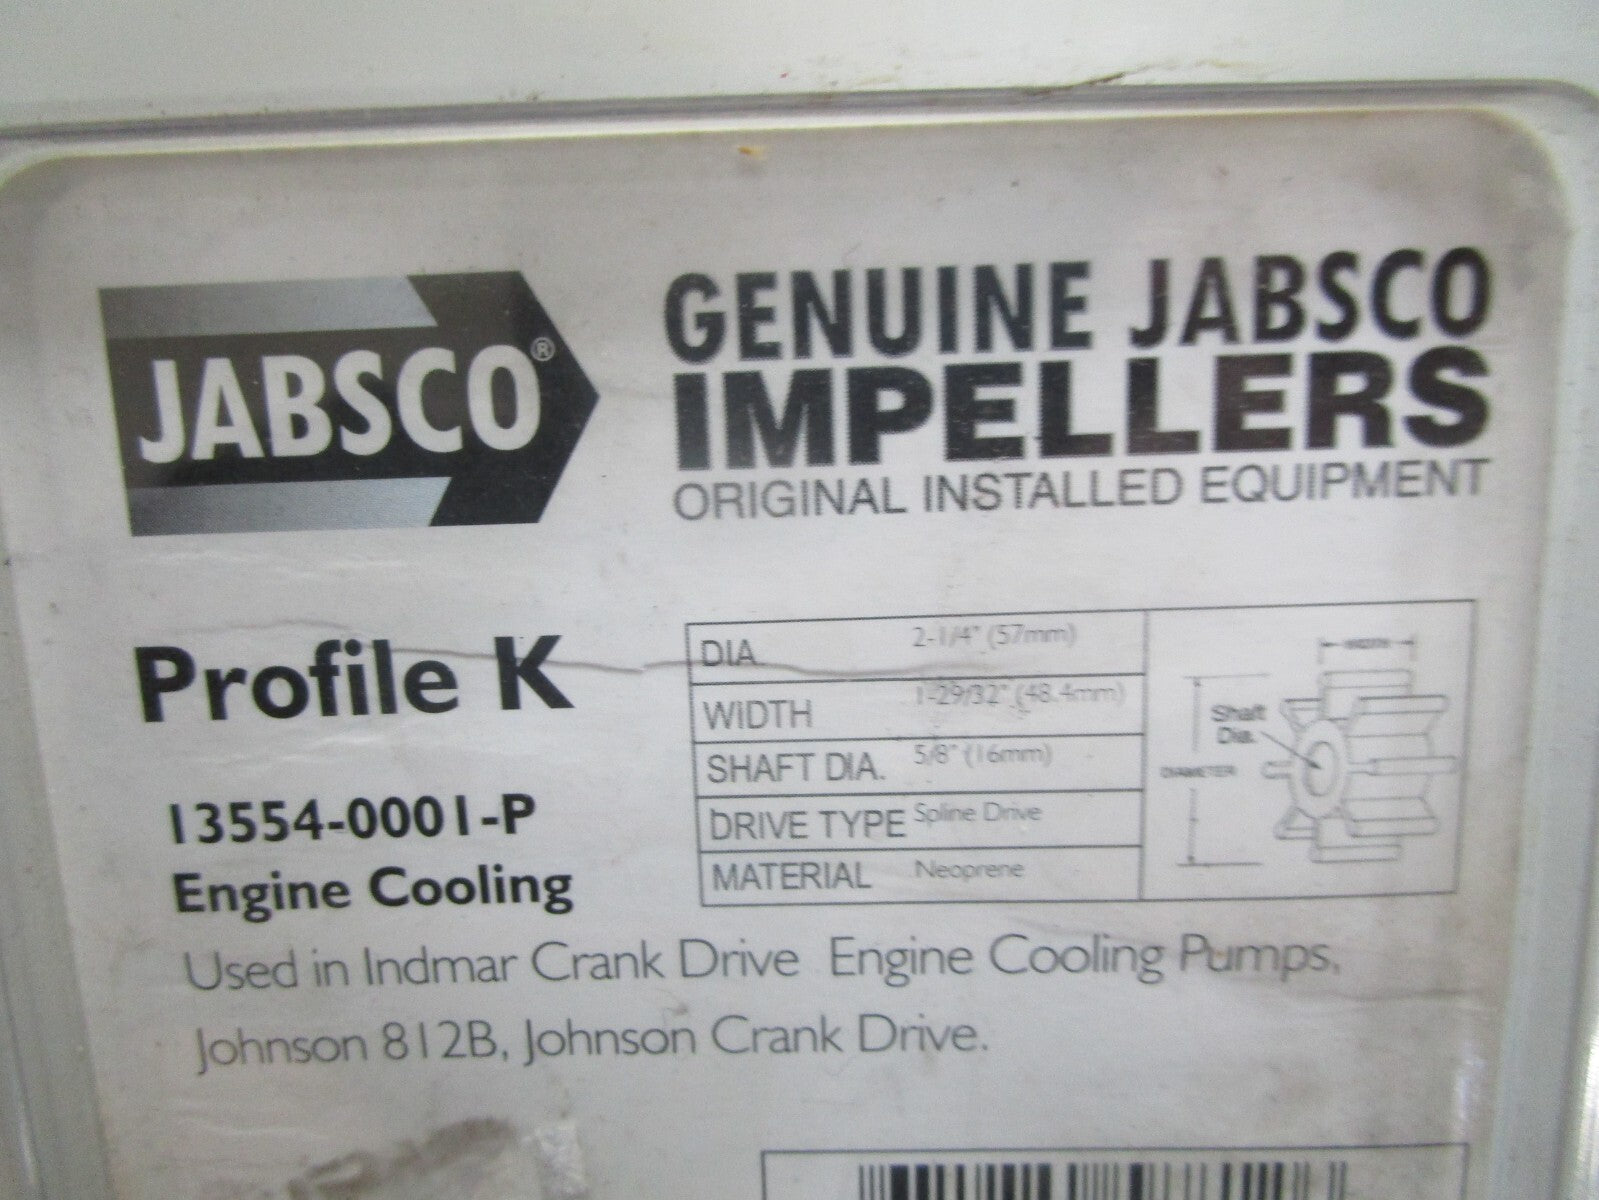 JABSCO®
GENUINE JABSCO
IMPELLERS
ORIGINAL INSTALLED EQUIPMENT
Profile K
13554-0001-P
Engine Cooling
DIA. 2-1/4" (57mm)
WIDTH 1-29/32" (48.4mm)
SHAFT DIA. 5/8" (16mm)
DRIVE TYPE Spline Drive
MATERIAL Neoprene
WIDTH
Shaft
Dia.
DIAMETER
Used in Indmar Crank Drive Engine Cooling Pumps,
Johnson 812B, Johnson Crank Drive.